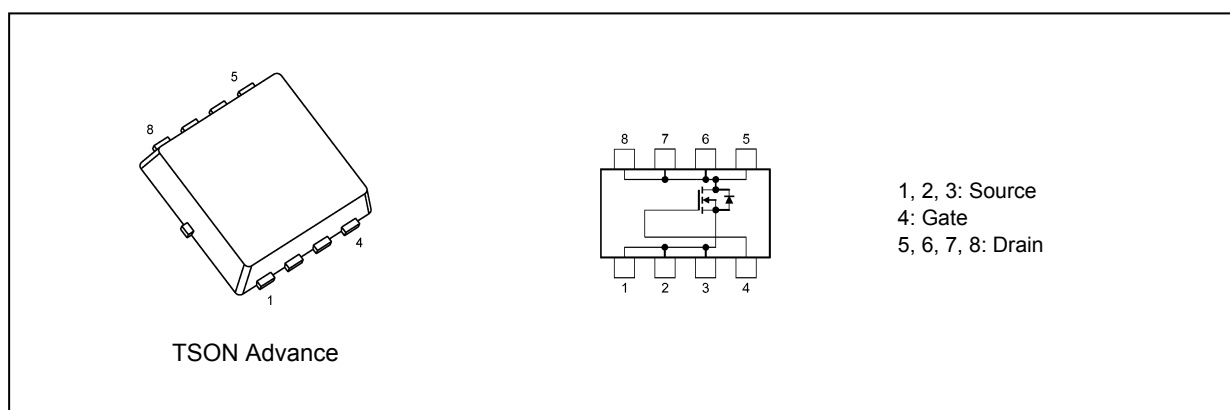 5
8
4
1
TSON Advance
8 7 6 5
1 2 3 4
1, 2, 3: Source
4: Gate
5, 6, 7, 8: Drain